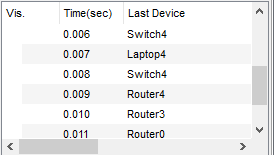 Vis. Time(sec) Last Device
0.006 Switch4
0.007 Laptop4
0.008 Switch4
0.009 Router4
0.010 Router3
0.011 Router0